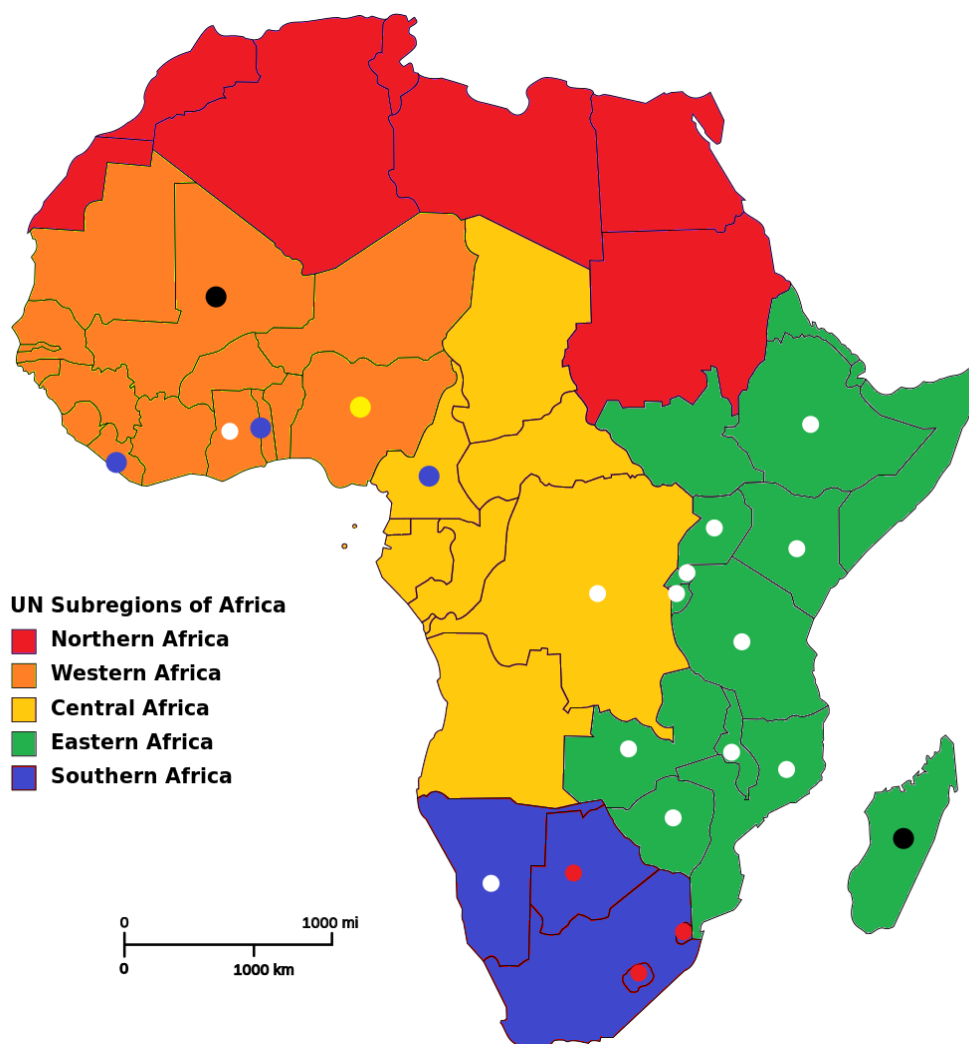 UN Subregions of Africa
Northern Africa
Western Africa
Central Africa
Eastern Africa
Southern Africa
0 1000 mi
0 1000 km